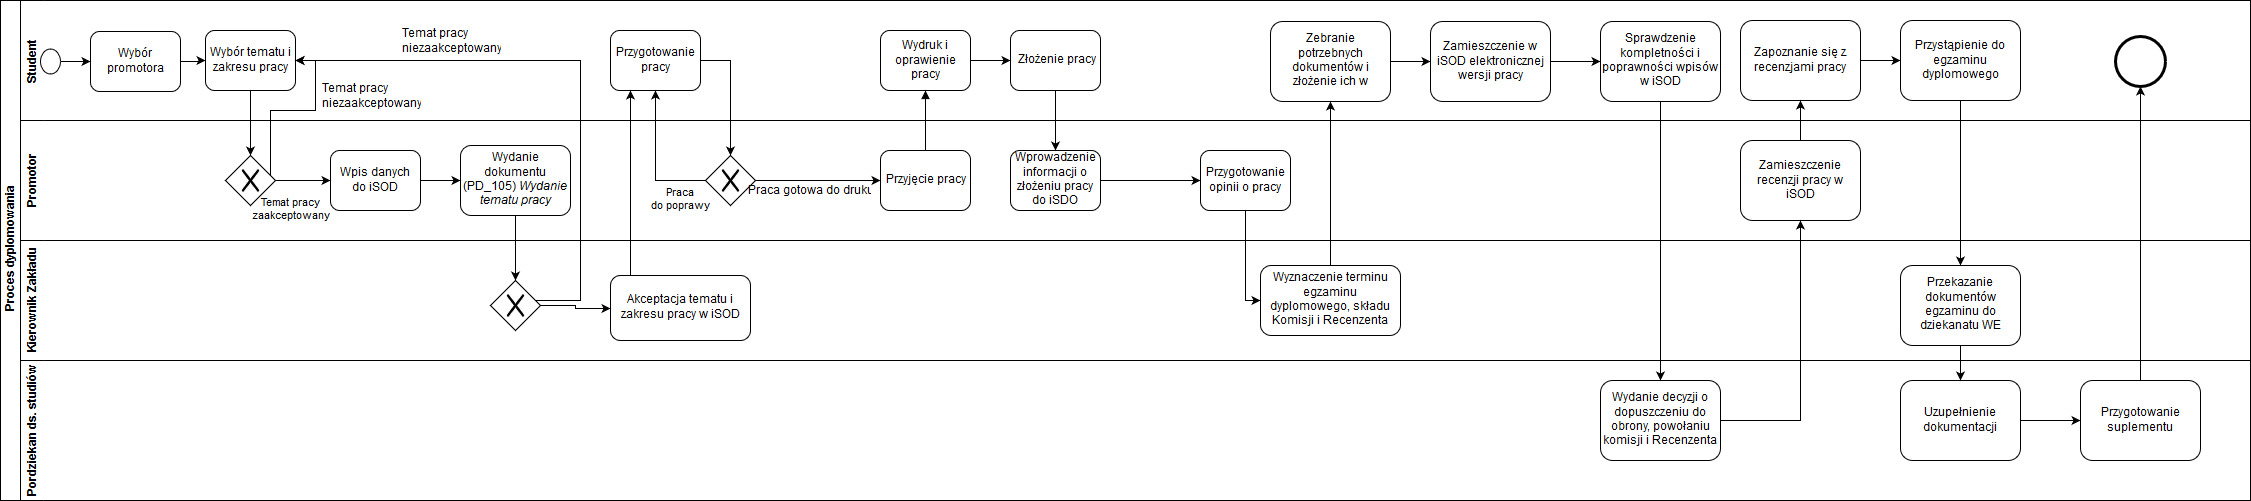 Proces dyplomowania
Student
Wybór
promotora
Wybór tematu i
zakresu pracy
Temat pracy
niezaakceptowany
Temat pracy
niezaakceptowany
Przygotowanie
pracy
Wydruk i
oprawienie
pracy
Złożenie pracy
Zebranie
potrzebnych
dokumentów i
złożenie ich w
Zamieszczenie w
iSOD elektronicznej
wersji pracy
Sprawdzenie
kompletności i
poprawności wpisów
w iSOD
Zapoznanie się z
recenzjami pracy
Przystąpienie do
egzaminu
dyplomowego
Promotor
Temat pracy
zaakceptowany
Wpis danych
do iSOD
Wydanie
dokumentu
(PD_105) Wydanie
tematu pracy
Praca
do poprawy
Praca gotowa do druku
Przyjęcie pracy
Wprowadzenie
informacji o
złożeniu pracy
do iSDO
Przygotowanie
opinii o pracy
Zamieszczenie
recenzji pracy w
iSOD
Kierownik Zakładu
Akceptacja tematu i
zakresu pracy w iSOD
Wyznaczenie terminu
egzaminu
dyplomowego, składu
Komisji i Recenzenta
Przekazanie
dokumentów
egzaminu do
dziekanatu WE
Pordziekan ds. studiów
Wydanie decyzji o
dopuszczeniu do
obrony, powołaniu
komisji i Recenzenta
Uzupełnienie
dokumentacji
Przygotowanie
suplementu